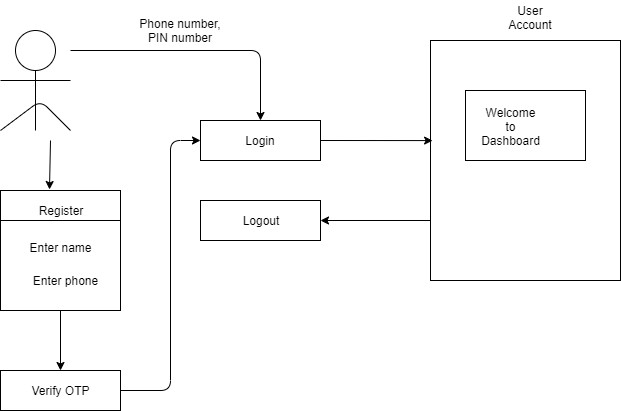 Phone number,
PIN number
User
Account
Welcome
to
Dashboard
Login
Register
Logout
Enter name
Enter phone
Verify OTP